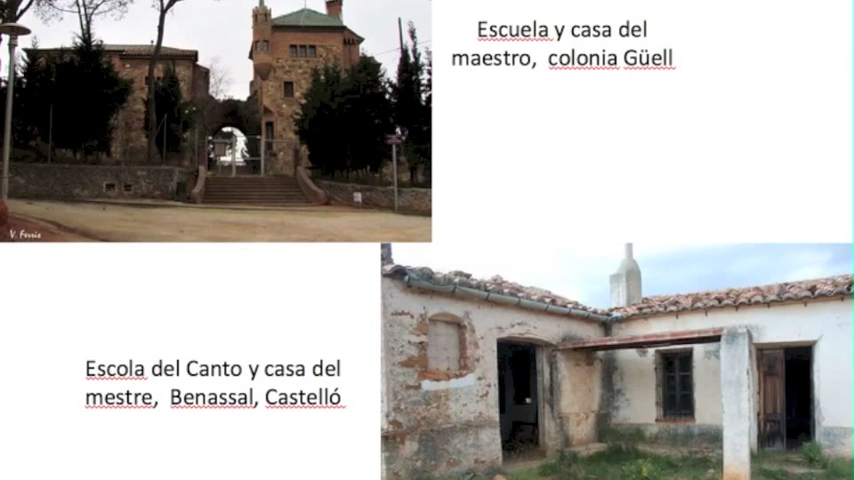 Escuela y casa del
maestro, colonia Güell
V. Ferris
Escola del Canto y casa del
mestre, Benassal, Castelló